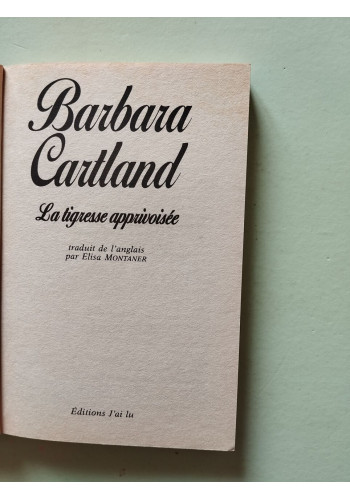 Barbara
Cartland
La tigresse apprivoisée
traduit de l'anglais
par Elisa MONTANER
Éditions J'ai lu